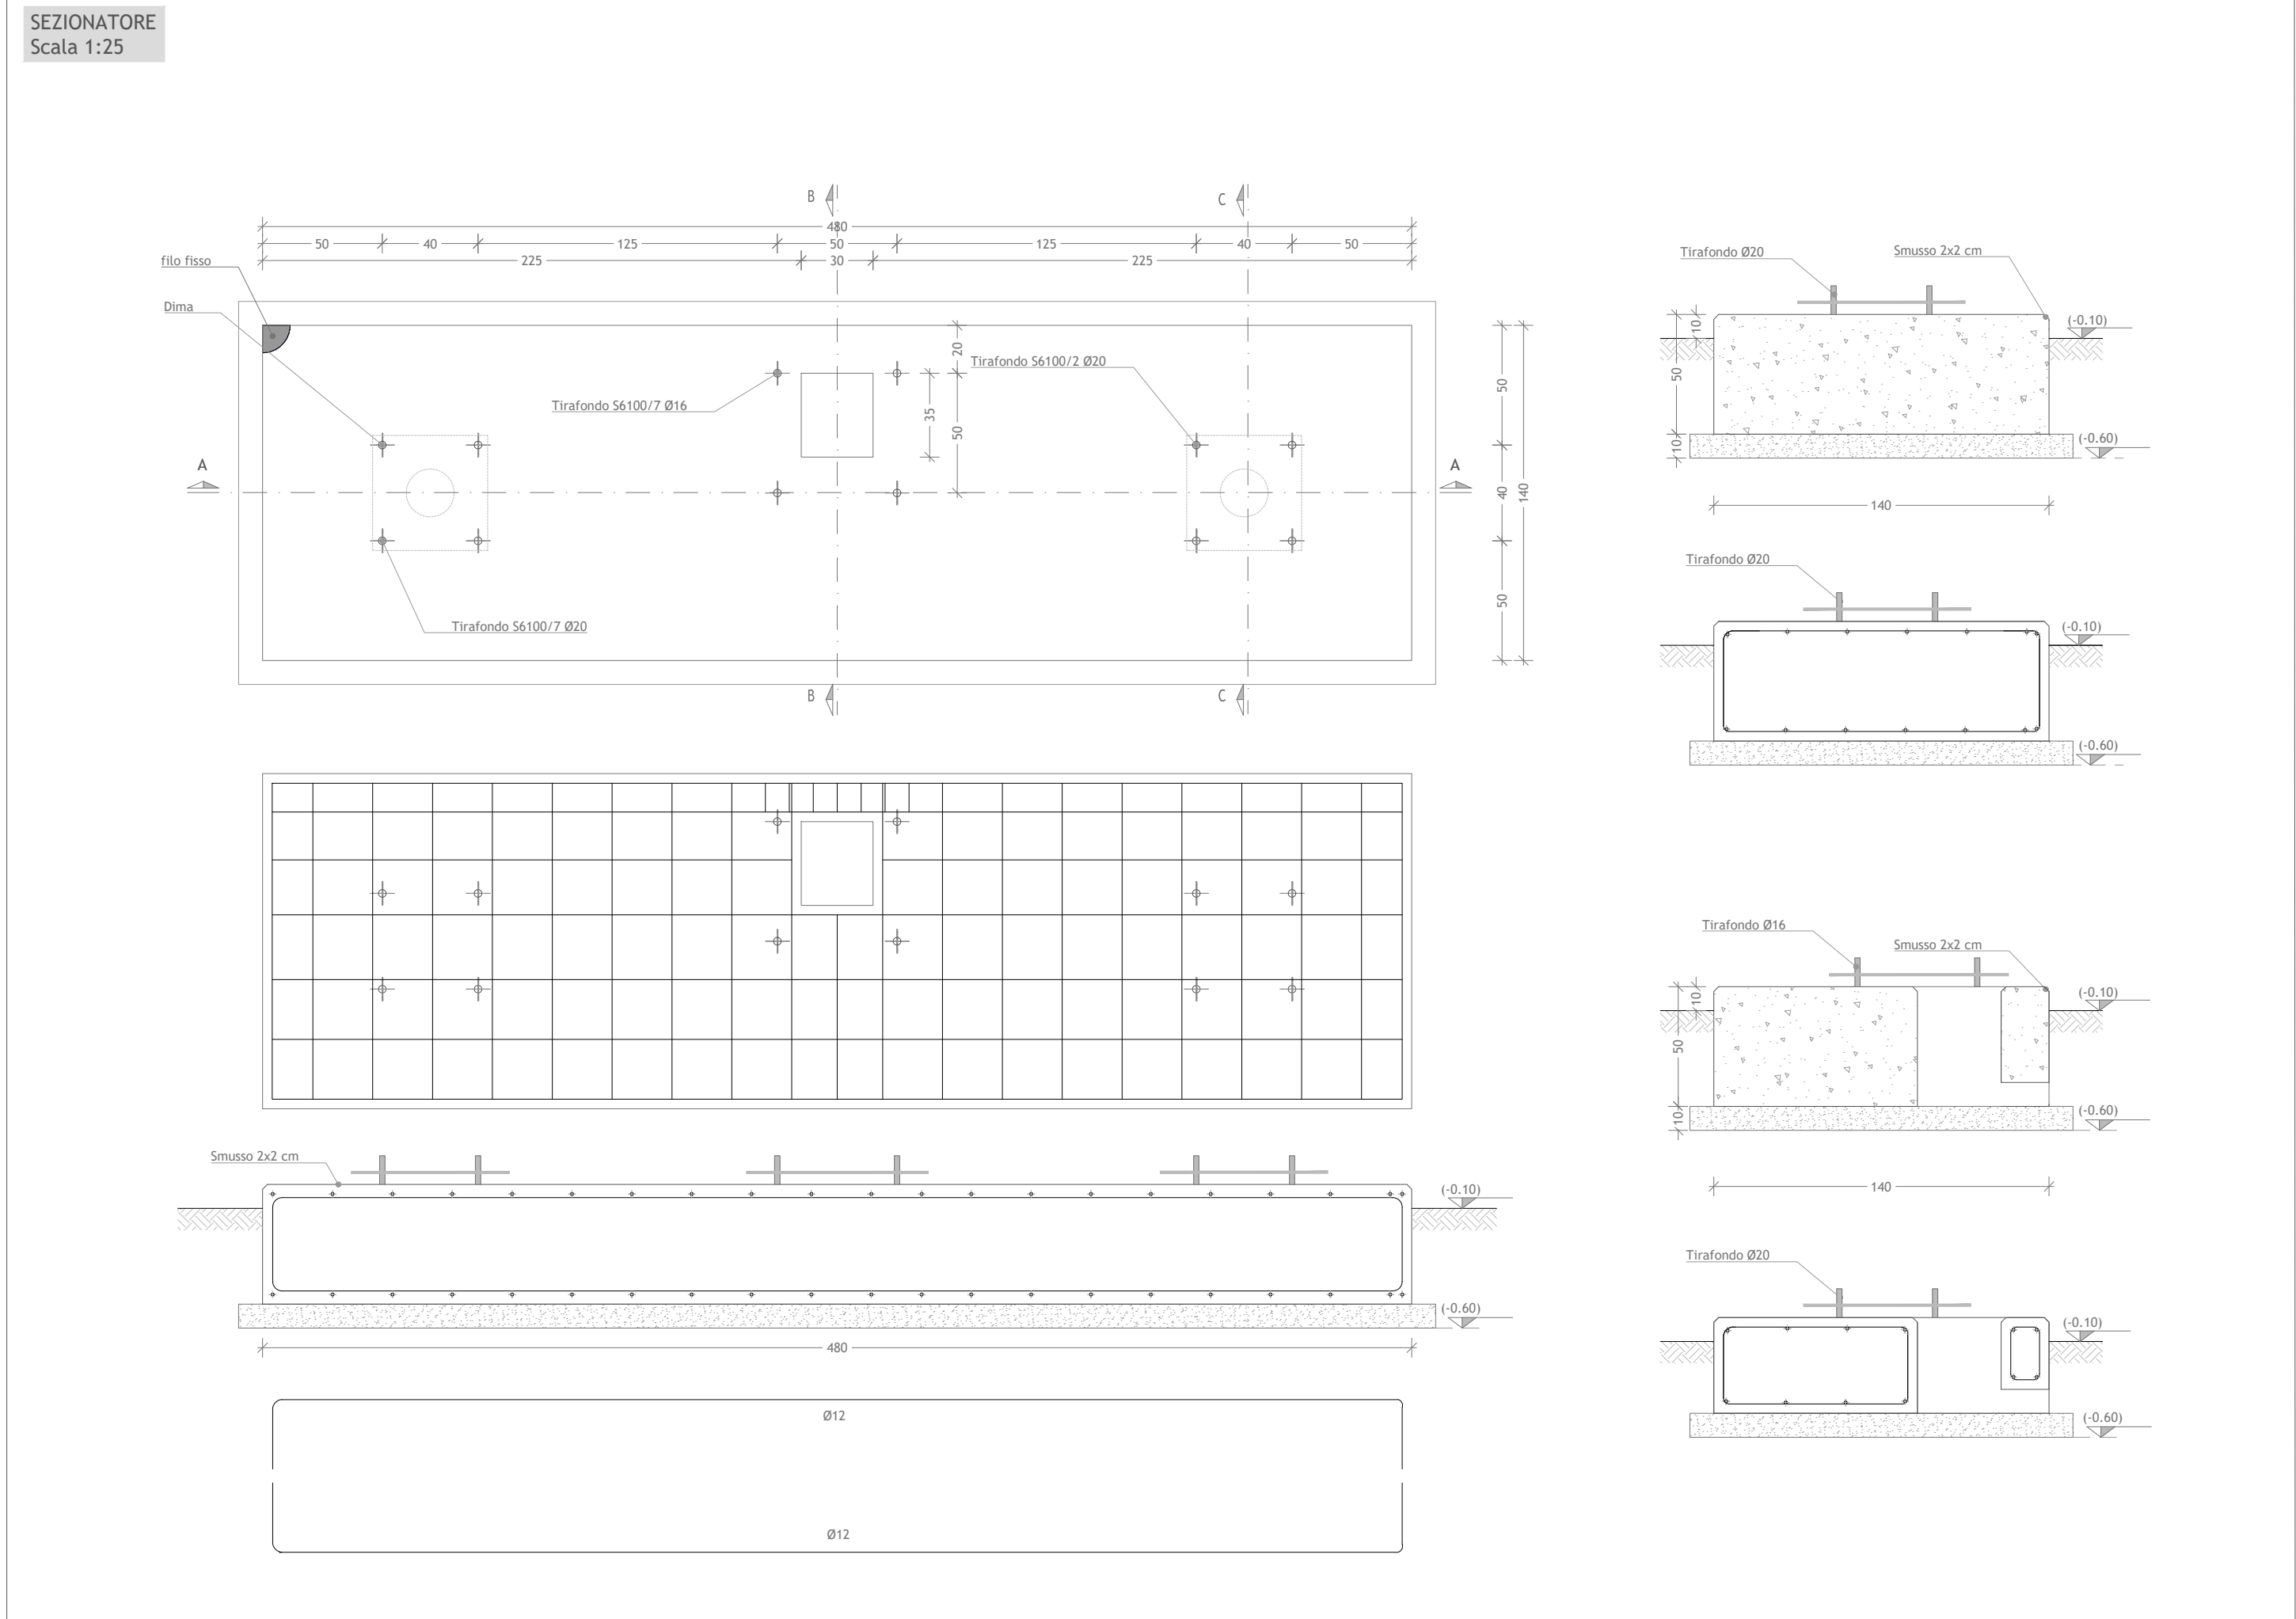 SEZIONATORE
Scala 1:25
B
C
480
50
40
125
50
125
40
50
225
30
225
filo fisso
Dima
20
Tirafondo S6100/2 Ø20
Tirafondo S6100/7 Ø16
35
50
50
40
50
140
A
A
Tirafondo S6100/7 Ø20
B
C
Smusso 2x2 cm
(-0.10)
(-0.60)
480
Ø12
Ø12
Tirafondo Ø20
Smusso 2x2 cm
10
(-0.10)
50
10
(-0.60)
140
Tirafondo Ø20
(-0.10)
(-0.60)
Tirafondo Ø16
Smusso 2x2 cm
10
(-0.10)
50
10
(-0.60)
140
Tirafondo Ø20
(-0.10)
(-0.60)